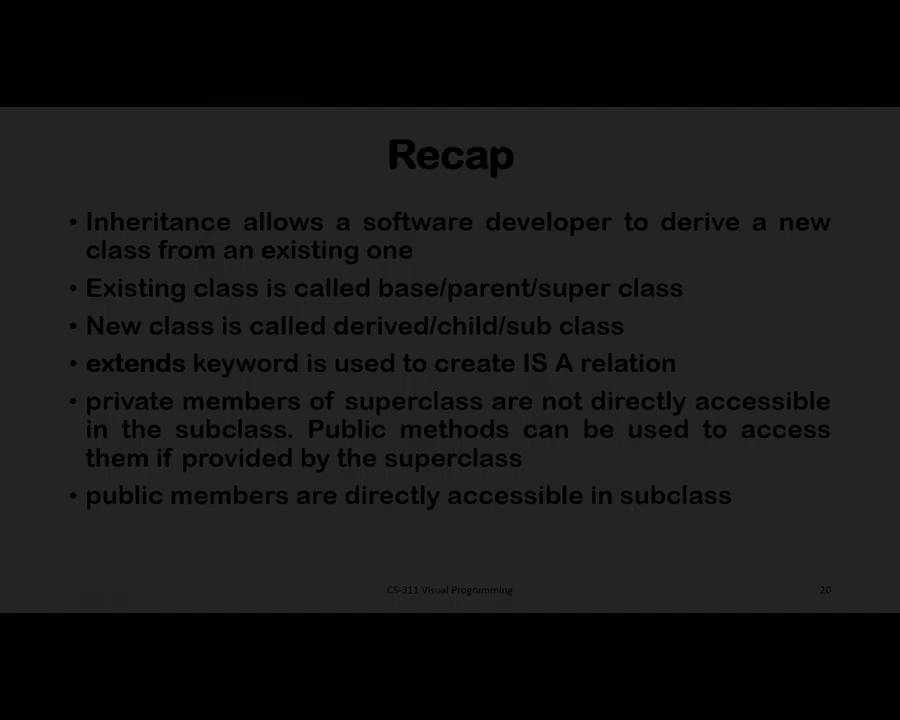 Recap
• Inheritance allows a software developer to derive a new
class from an existing one
• Existing class is called base/parent/super class
• New class is called derived/child/sub class
• extends keyword is used to create IS A relation
• private members of superclass are not directly accessible
in the subclass. Public methods can be used to access
them if provided by the superclass
• public members are directly accessible in subclass
CS-311 Visual Programming
20